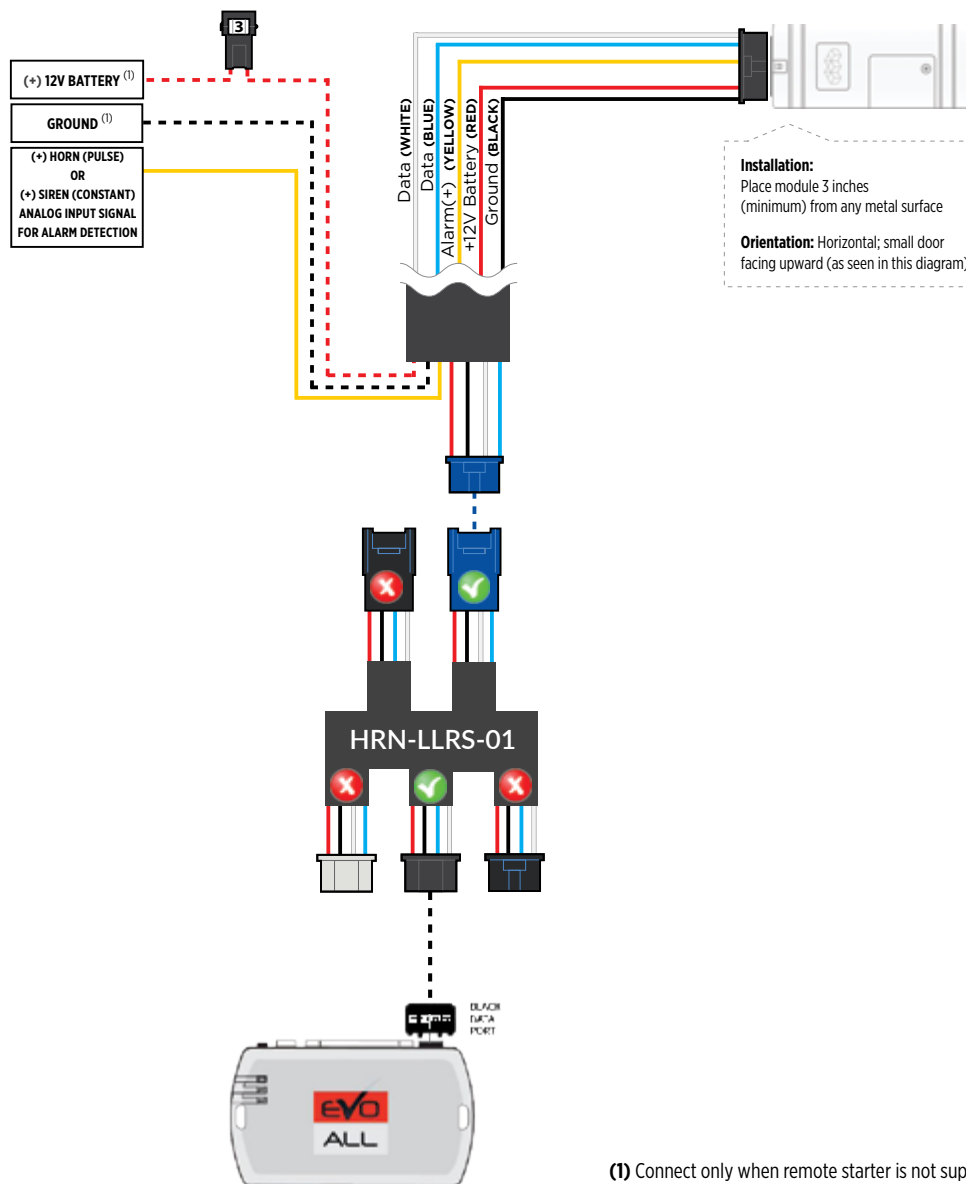 3
(+) 12V BATTERY (1)
GROUND (1)
(+) HORN (PULSE)
OR
(+) SIREN (CONSTANT)
ANALOG INPUT SIGNAL
FOR ALARM DETECTION
Data (WHITE)
Data (BLUE)
Alarm(+) (YELLOW)
+12V Battery (RED)
Ground (BLACK)
Installation:
Place module 3 inches
(minimum) from any metal surface
Orientation: Horizontal; small door
facing upward (as seen in this diagram)
HRN-LLRS-01
BLACK
DATA
PORT
EVO
ALL
(1) Connect only when remote starter is not sup